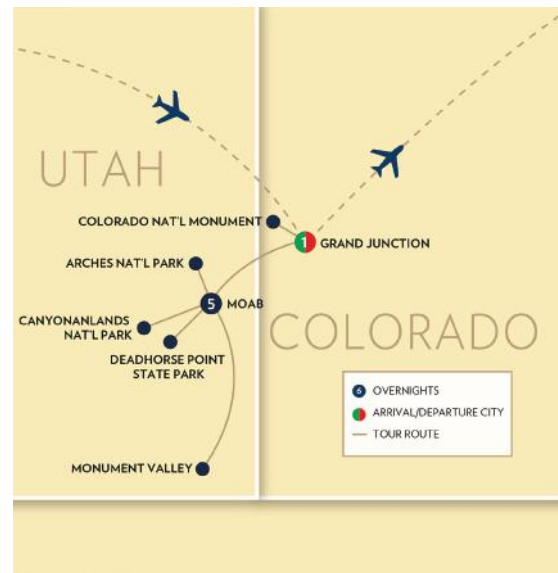 UTAH
COLORADO NAT'L MONUMENT
1
GRAND JUNCTION
ARCHES NAT'L PARK
5
MOAB
CANYONANLANDS
NAT'L PARK
DEADHORSE POINT
STATE PARK
COLORADO
6 OVERNIGHTS
ARRIVAL/DEPARTURE CITY
TOUR ROUTE
MONUMENT VALLEY